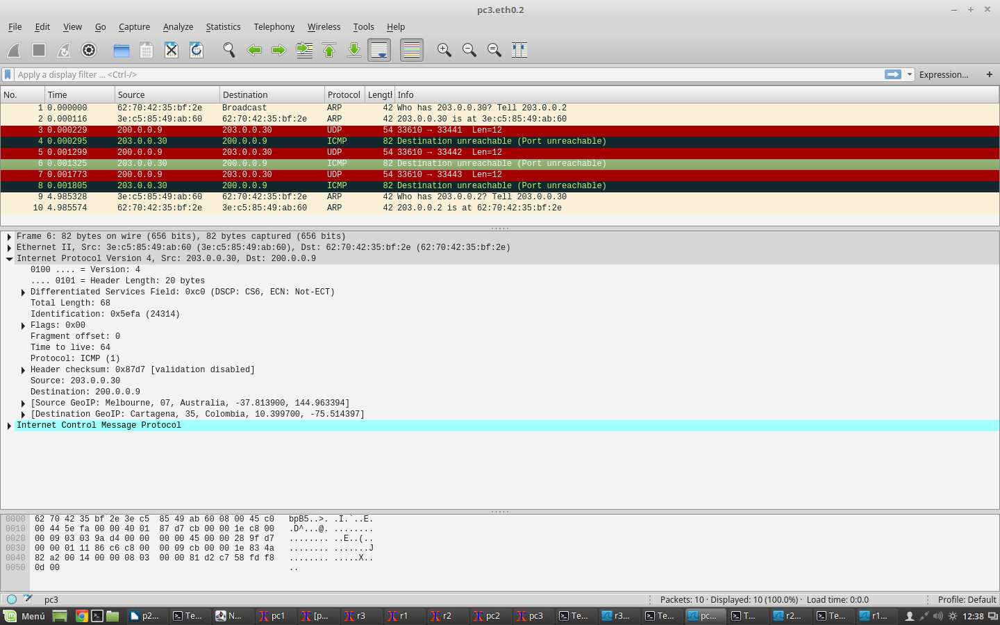 pc3.eth0.2
File Edit View Go Capture Analyze Statistics Telephony Wireless Tools Help
Apply a display filter ... <Ctrl-/> Expression... +
No. Time Source Destination Protocol Length Info
1 0.000000 62:70:42:35:bf:2e Broadcast ARP 42 Who has 203.0.0.30? Tell 203.0.0.2
2 0.000116 3e:c5:85:49:ab:60 62:70:42:35:bf:2e ARP 42 203.0.0.30 is at 3e:c5:85:49:ab:60
3 0.000229 200.0.0.9 203.0.0.30 UDP 54 33610 → 33441 Len=12
4 0.000295 203.0.0.30 200.0.0.9 ICMP 82 Destination unreachable (Port unreachable)
5 0.001299 200.0.0.9 203.0.0.30 UDP 54 33610 → 33442 Len=12
6 0.001325 203.0.0.30 200.0.0.9 ICMP 82 Destination unreachable (Port unreachable)
7 0.001773 200.0.0.9 203.0.0.30 UDP 54 33610 → 33443 Len=12
8 0.001805 203.0.0.30 200.0.0.9 ICMP 82 Destination unreachable (Port unreachable)
9 4.985328 3e:c5:85:49:ab:60 62:70:42:35:bf:2e ARP 42 Who has 203.0.0.2? Tell 203.0.0.30
10 4.985574 62:70:42:35:bf:2e 3e:c5:85:49:ab:60 ARP 42 203.0.0.2 is at 62:70:42:35:bf:2e
Frame 6: 82 bytes on wire (656 bits), 82 bytes captured (656 bits)
Ethernet II, Src: 3e:c5:85:49:ab:60 (3e:c5:85:49:ab:60), Dst: 62:70:42:35:bf:2e (62:70:42:35:bf:2e)
Internet Protocol Version 4, Src: 203.0.0.30, Dst: 200.0.0.9
0100 .... = Version: 4
.... 0101 = Header Length: 20 bytes
Differentiated Services Field: 0xc0 (DSCP: CS6, ECN: Not-ECT)
Total Length: 68
Identification: 0x5efa (24314)
Flags: 0x00
Fragment offset: 0
Time to live: 64
Protocol: ICMP (1)
Header checksum: 0x87d7 [validation disabled]
Source: 203.0.0.30
Destination: 200.0.0.9
[Source GeoIP: Melbourne, 07, Australia, -37.813900, 144.963394]
[Destination GeoIP: Cartagena, 35, Colombia, 10.399700, -75.514397]
Internet Control Message Protocol
0000 62 70 42 35 bf 2e 3e c5 85 49 ab 60 08 00 45 c0 bpB5..>. .I.`..E.
0010 00 44 5e fa 00 00 40 01 87 d7 cb 00 00 1e c8 00 .D^...@. ........
0020 00 09 03 03 9a d4 00 00 00 00 45 00 00 28 9f d7 ........ ..E..(..
0030 00 00 01 11 86 c6 c8 00 00 09 cb 00 00 1e 83 4a ........ .......J
0040 82 a2 00 14 00 00 08 03 00 00 81 d2 c7 58 fd f8 ........ .....X..
0050 0d 00 ..
pc3 Packets: 10 · Displayed: 10 (100.0%) · Load time: 0:0.0 Profile: Default
Menú p2... Te... N... pc1 [p... r3 r1 r2 pc2 pc3 Te... r3... Te... pc... T... r2... Te... r1... 12:38